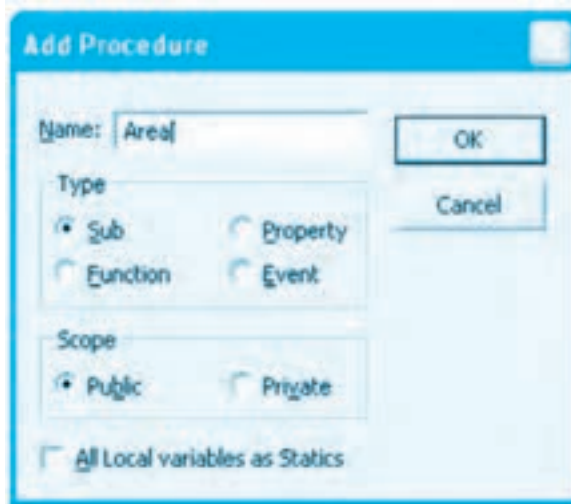 Add Procedure
Name: Area
OK
Cancel
Type
Sub
Property
Function
Event
Scope
Public
Private
All Local variables as Statics